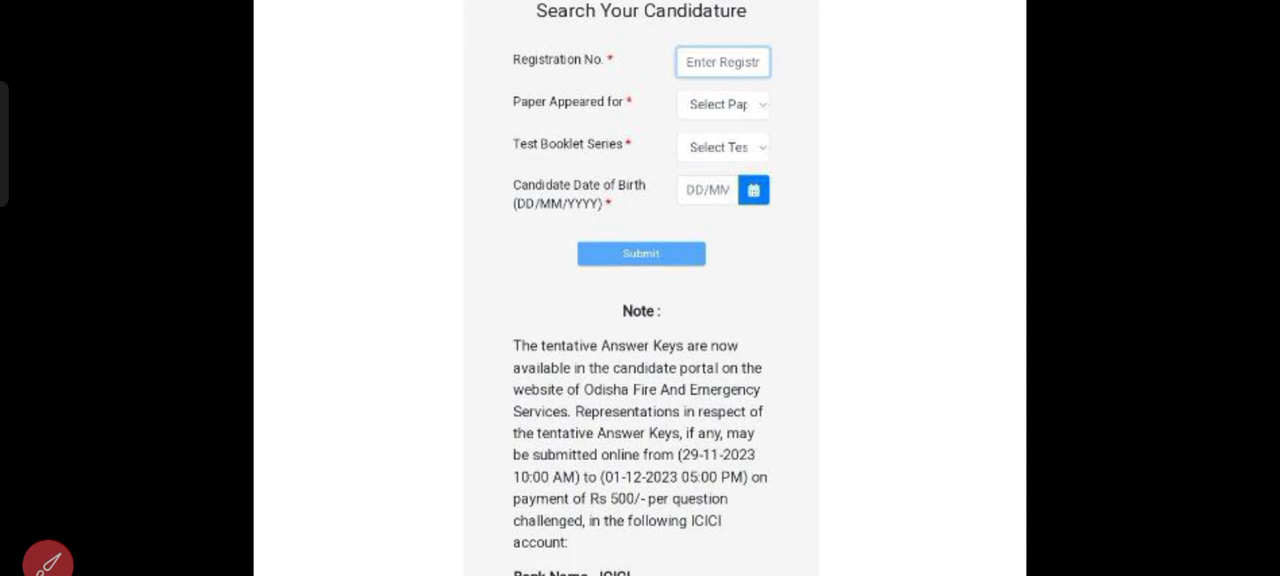 Search Your Candidature
Registration No. *
Enter Registr
Paper Appeared for *
Select Pap
Test Booklet Series *
Select Tes
Candidate Date of Birth
(DD/MM/YYYY) *
DD/MM
Submit
Note :
The tentative Answer Keys are now
available in the candidate portal on the
website of Odisha Fire And Emergency
Services. Representations in respect of
the tentative Answer Keys, if any, may
be submitted online from (29-11-2023
10:00 AM) to (01-12-2023 05:00 PM) on
payment of Rs 500/- per question
challenged, in the following ICICI
account:
Bank Name - ICICI